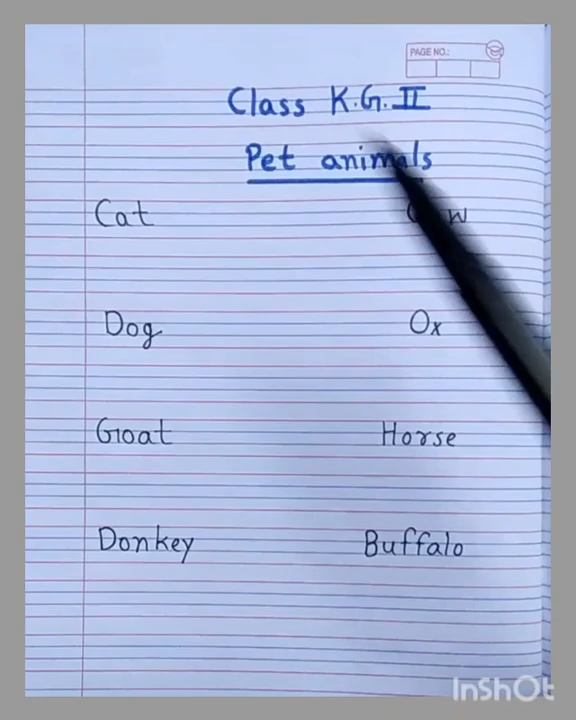 PAGE NO.:
Class K.G.II
Pet animals
Cat
Dog Ox
Goat Horse
Donkey Buffalo
InShOt